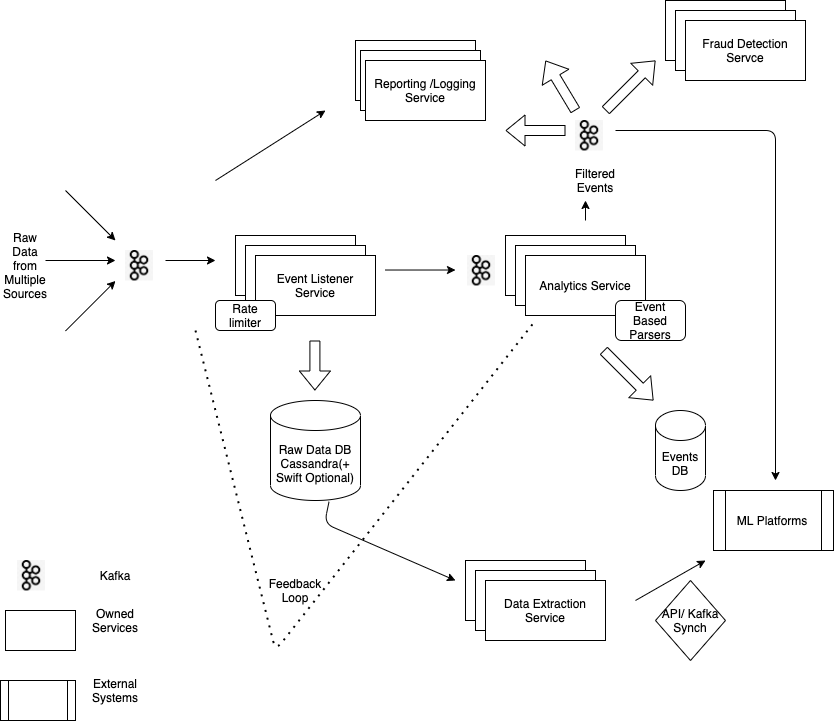 Fraud Detection
Servce
Reporting /Logging
Service
Filtered
Events
Raw
Data
from
Multiple
Sources
Event Listener
Service
Rate
limiter
Analytics Service
Event
Based
Parsers
Raw Data DB
Cassandra(+
Swift Optional)
Events
DB
ML Platforms
Feedback
Loop
Data Extraction
Service
API/ Kafka
Synch
Kafka
Owned
Services
External
Systems